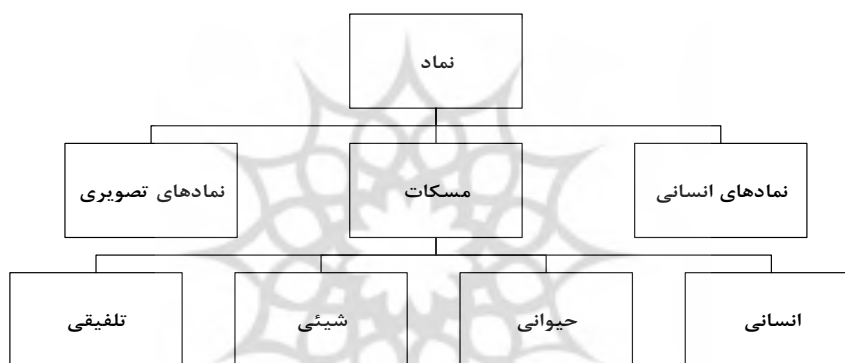 نماد
نمادهای انسانی
مسکات
نمادهای تصویری
انسانی
حیوانی
شیئی
تلفیقی